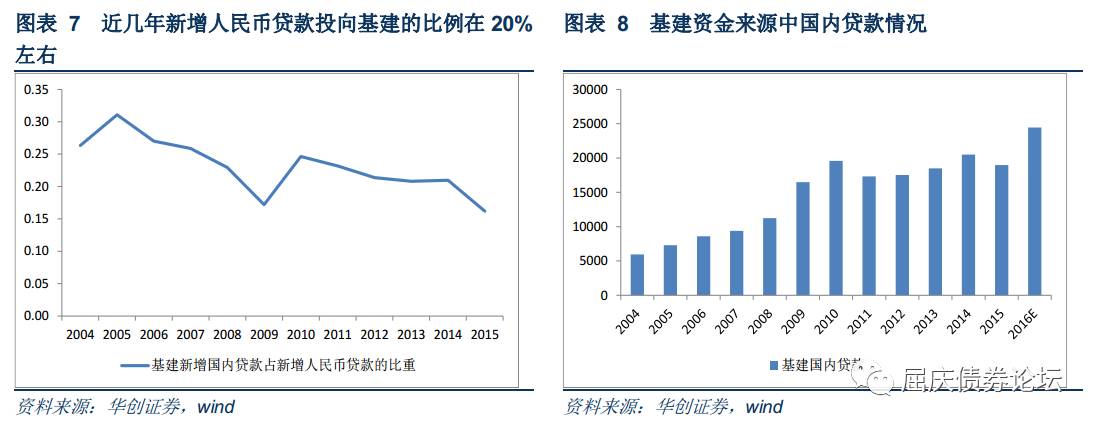 图表 7 近几年新增人民币贷款投向基建的比例在 20%
左右
0.35
0.30
0.25
0.20
0.15
0.10
0.05
0.00
2004 2005 2006 2007 2008 2009 2010 2011 2012 2013 2014 2015
基建新增国内贷款占新增人民币贷款的比重
资料来源：华创证券，wind
图表 8 基建资金来源中国内贷款情况
30000
25000
20000
15000
10000
5000
0
2004 2005 2006 2007 2008 2009 2010 2011 2012 2013 2014 2015 2016E
基建国内贷款
屈庆债券论坛
资料来源：华创证券，wind